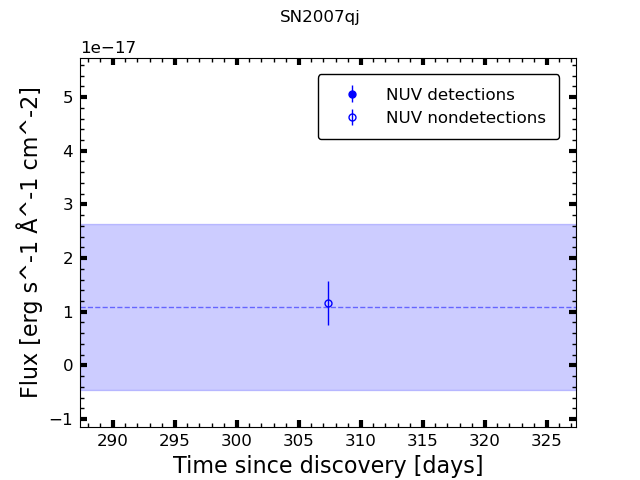 SN2007qj
1e−17
NUV detections
NUV nondetections
5
4
3
2
1
0
−1
Flux [erg s^-1 Å^-1 cm^-2]
290 295 300 305 310 315 320 325
Time since discovery [days]